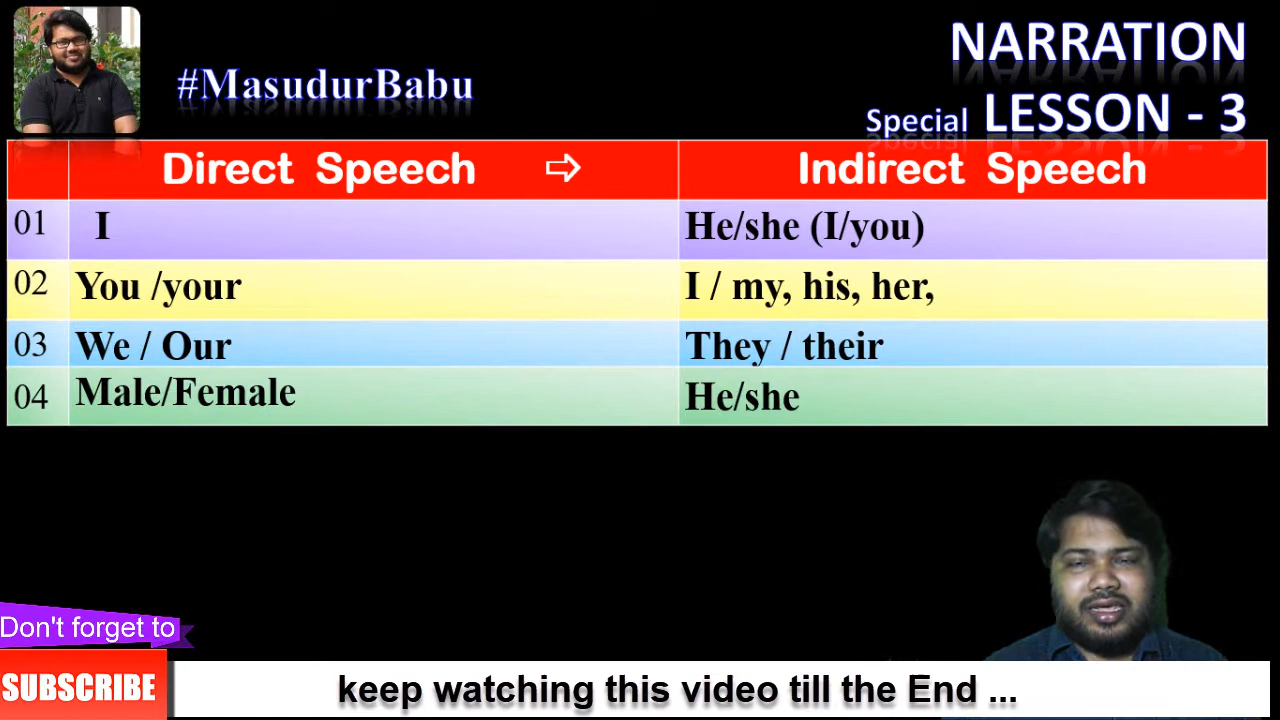 #MasudurBabu
NARRATION
Special LESSON - 3
Direct Speech ⇨ Indirect Speech
01 I He/she (I/you)
02 You /your I / my, his, her,
03 We / Our They / their
04 Male/Female He/she
Don't forget to
SUBSCRIBE
keep watching this video till the End ...